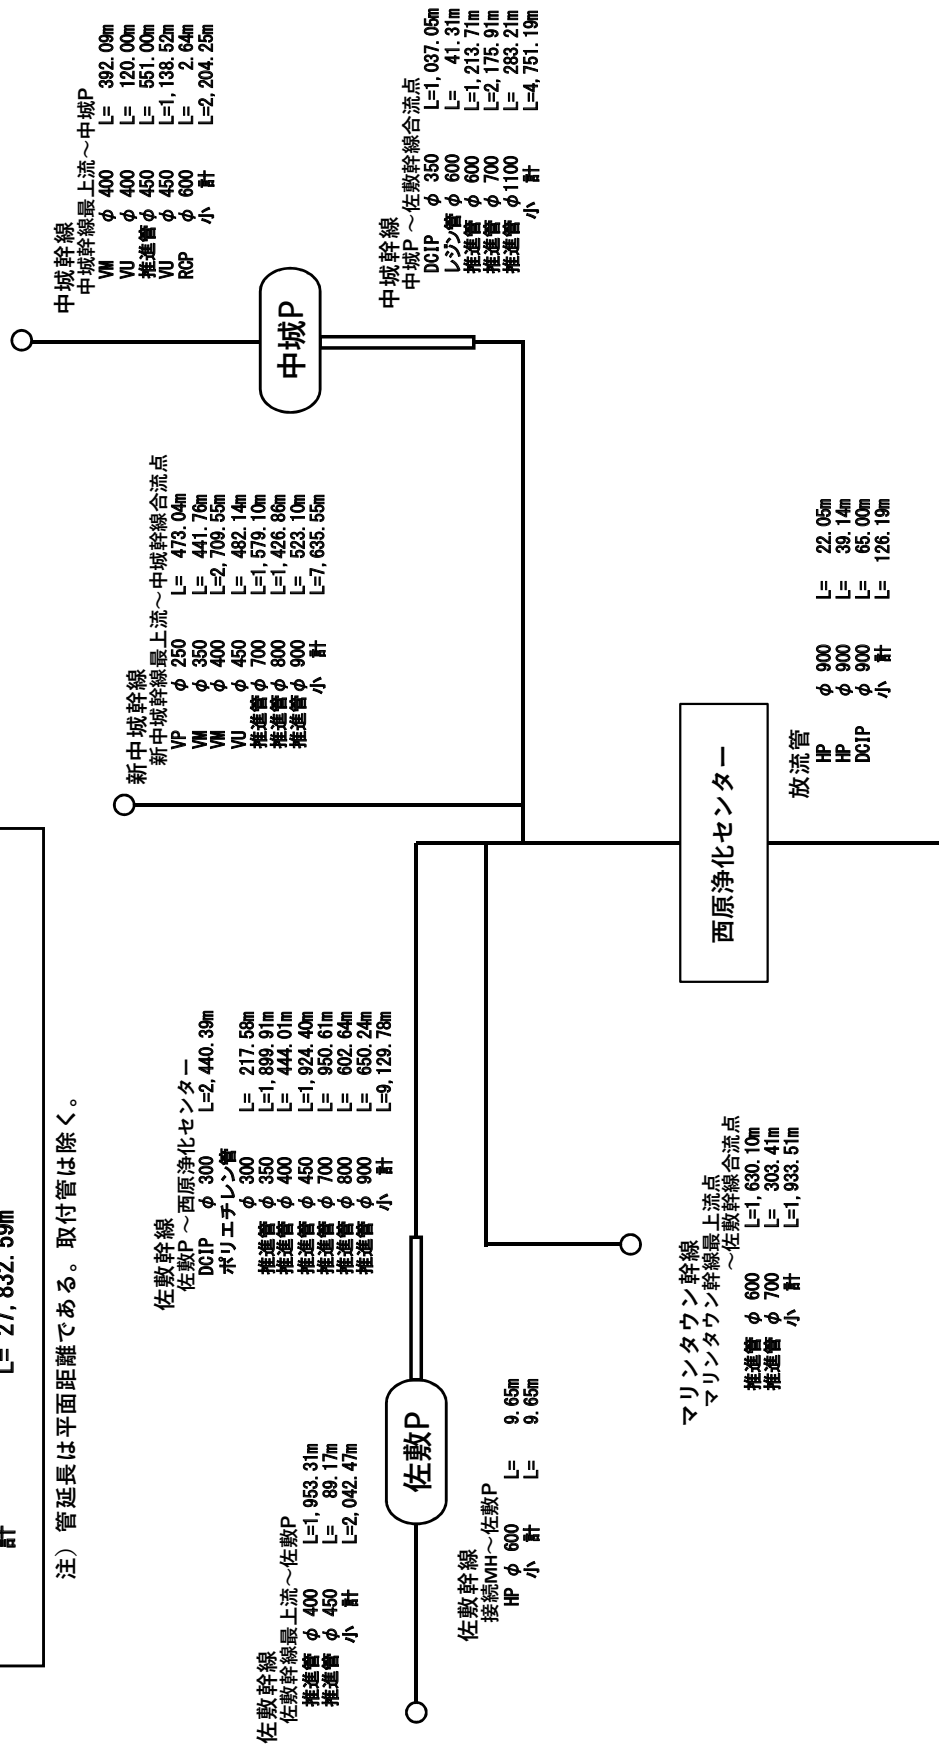 計 L= 27,832.59m
注) 管延長は平面距離である。取付管は除く。
佐敷幹線
佐敷幹線最上流～佐敷P
推進管 φ 400 L=1,953.31m
推進管 φ 450 L= 89.17m
小 計 L=2,042.47m
佐敷P
佐敷幹線
接続MH～佐敷P
HP φ 600 L= 9.65m
小 計 L= 9.65m
佐敷幹線
佐敷P ～西原浄化センター
DCIP φ 300 L=2,440.39m
ポリエチレン管
φ 300 L= 217.58m
推進管 φ 350 L=1,899.91m
推進管 φ 400 L= 444.01m
推進管 φ 450 L=1,924.40m
推進管 φ 700 L= 950.61m
推進管 φ 800 L= 602.64m
推進管 φ 900 L= 650.24m
小 計 L=9,129.78m
マリンタウン幹線
マリンタウン幹線最上流点
～佐敷幹線合流点
推進管 φ 600 L=1,630.10m
推進管 φ 700 L= 303.41m
小 計 L=1,933.51m
新中城幹線
新中城幹線最上流～中城幹線合流点
VP φ 250 L= 473.04m
VM φ 350 L= 441.76m
VM φ 400 L=2,709.55m
VU φ 450 L= 482.14m
推進管 φ 700 L=1,579.10m
推進管 φ 800 L=1,426.86m
推進管 φ 900 L= 523.10m
小 計 L=7,635.55m
西原浄化センター
放流管
HP φ 900 L= 22.05m
HP φ 900 L= 39.14m
DCIP φ 900 L= 65.00m
小 計 L= 126.19m
中城幹線
中城幹線最上流～中城P
VM φ 400 L= 392.09m
VU φ 400 L= 120.00m
推進管 φ 450 L= 551.00m
VU φ 450 L=1,138.52m
RCP φ 600 L= 2.64m
小 計 L=2,204.25m
中城P
中城幹線
中城P ～佐敷幹線合流点
DCIP φ 350 L=1,037.05m
レジン管 φ 600 L= 41.31m
推進管 φ 600 L=1,213.71m
推進管 φ 700 L=2,175.91m
推進管 φ1100 L= 283.21m
小 計 L=4,751.19m